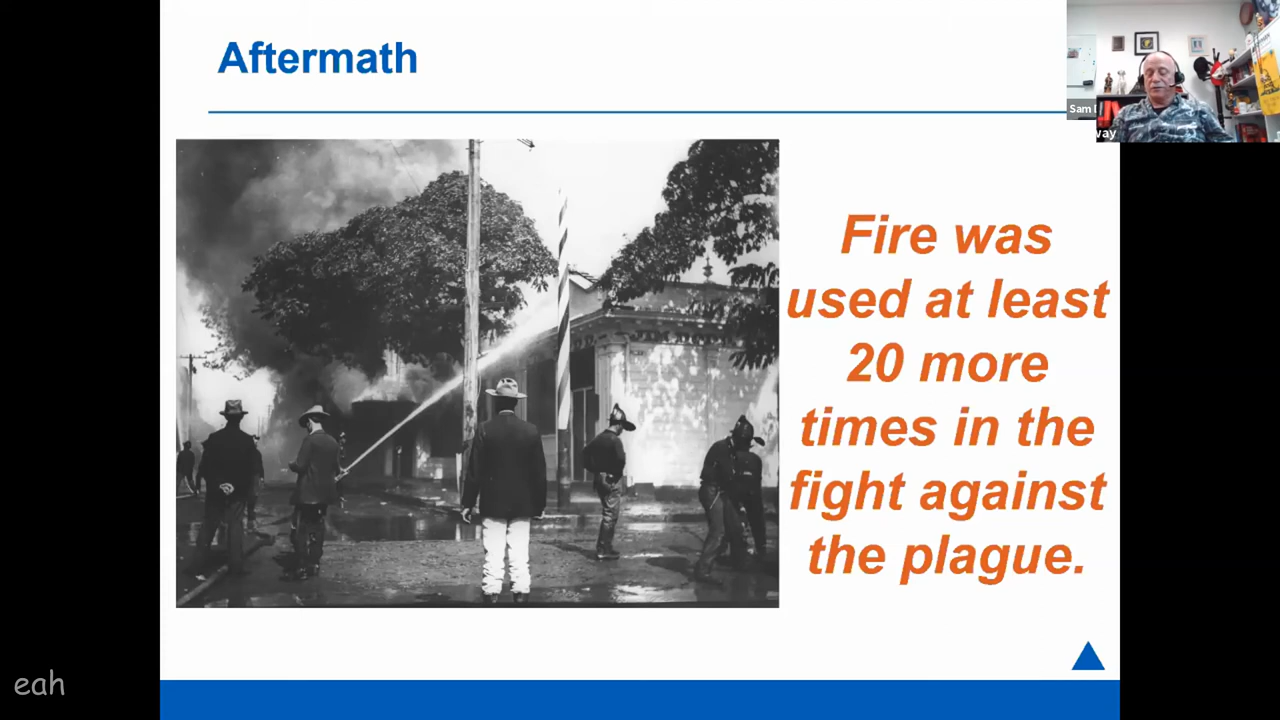 Aftermath
Sam
way
Fire was
used at least
20 more
times in the
fight against
the plague.
eah